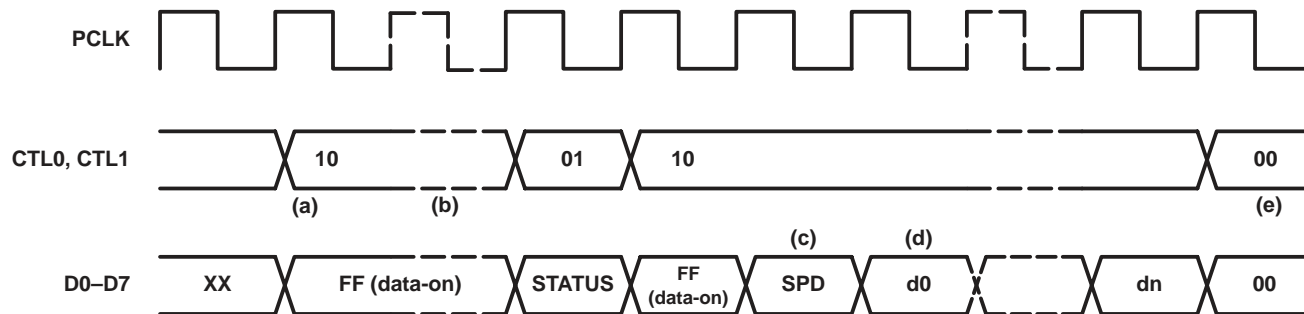 PCLK
CTL0, CTL1
10
01
10
00
(a)
(b)
(e)
(c)
(d)
D0–D7
XX
FF (data-on)
STATUS
FF
(data-on)
SPD
d0
dn
00